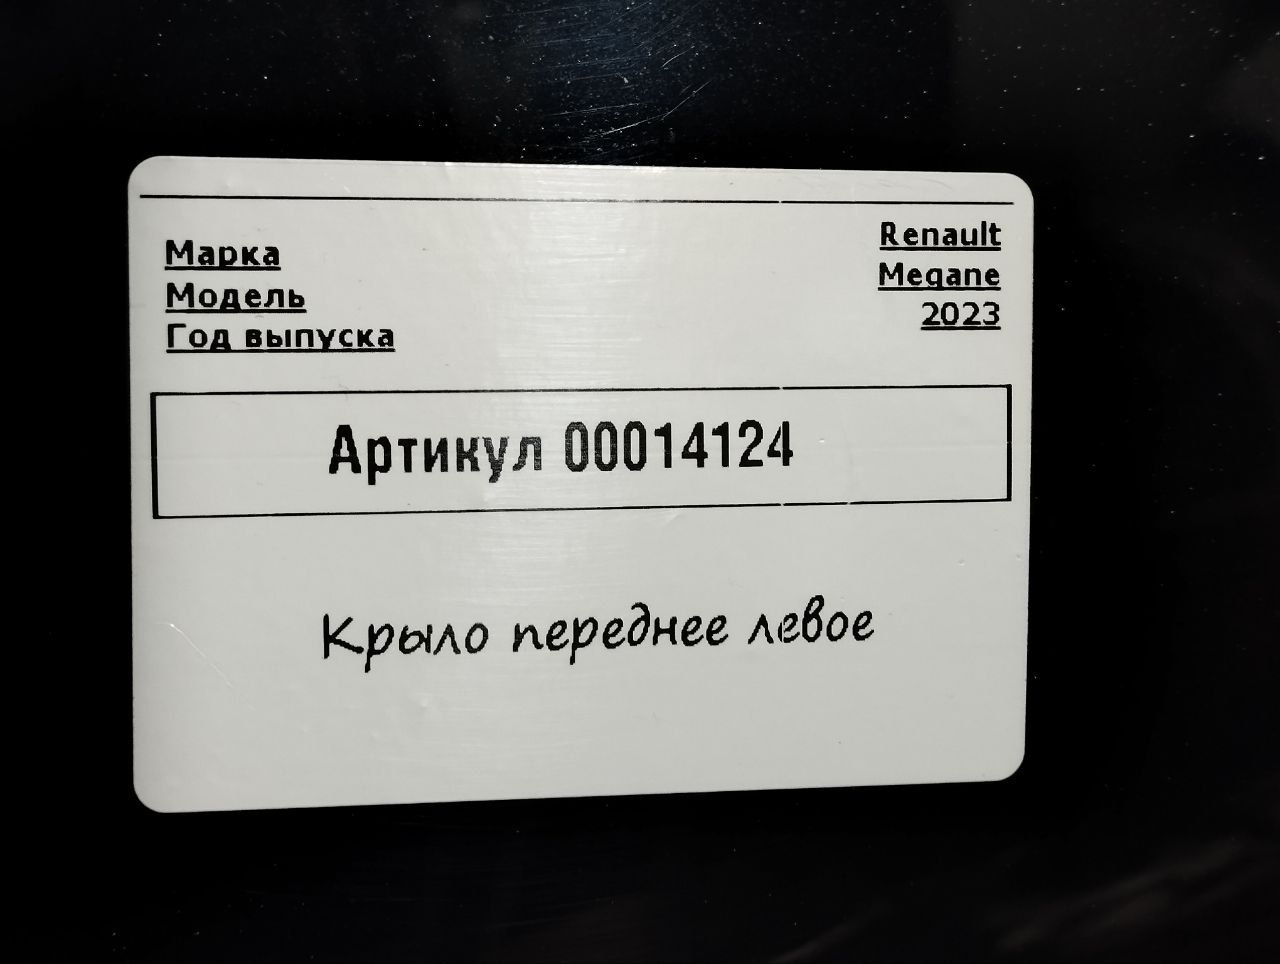 Марка Renault
Модель Megane
Год выпуска 2023
Артикул 00014124
Крыло переднее левое